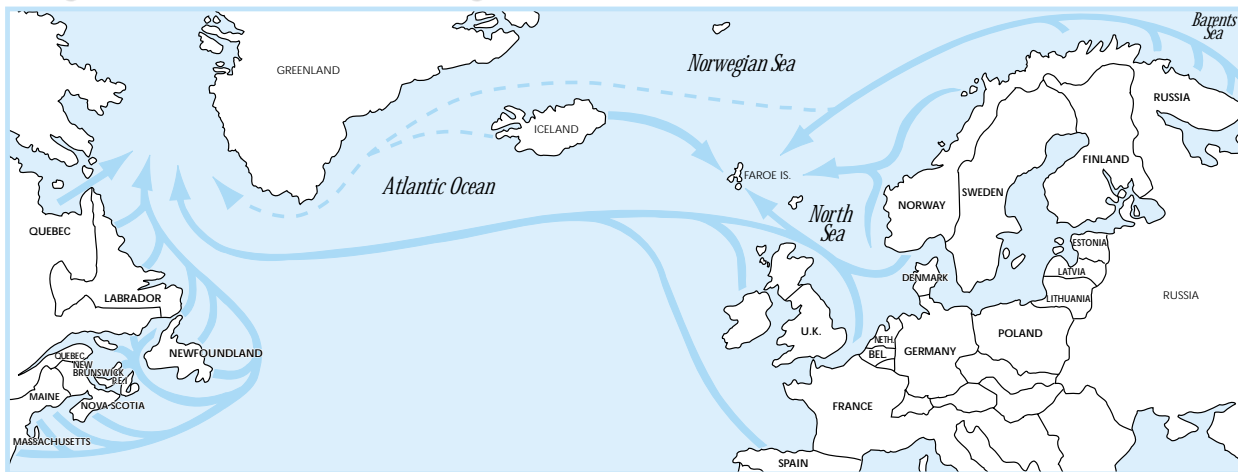 Barents
Sea
Norwegian Sea
GREENLAND
RUSSIA
ICELAND
FINLAND
FAROE IS.
Atlantic Ocean
SWEDEN
NORWAY
North
Sea
QUEBEC
ESTONIA
LATVIA
DENMARK
LABRADOR
LITHUANIA
RUSSIA
U.K.
POLAND
NETH.
NEWFOUNDLAND
GERMANY
BEL.
QUEBEC
NEW
BRUNSWICK
P.E.I
MAINE
NOVA SCOTIA
FRANCE
MASSACHUSETTS
SPAIN